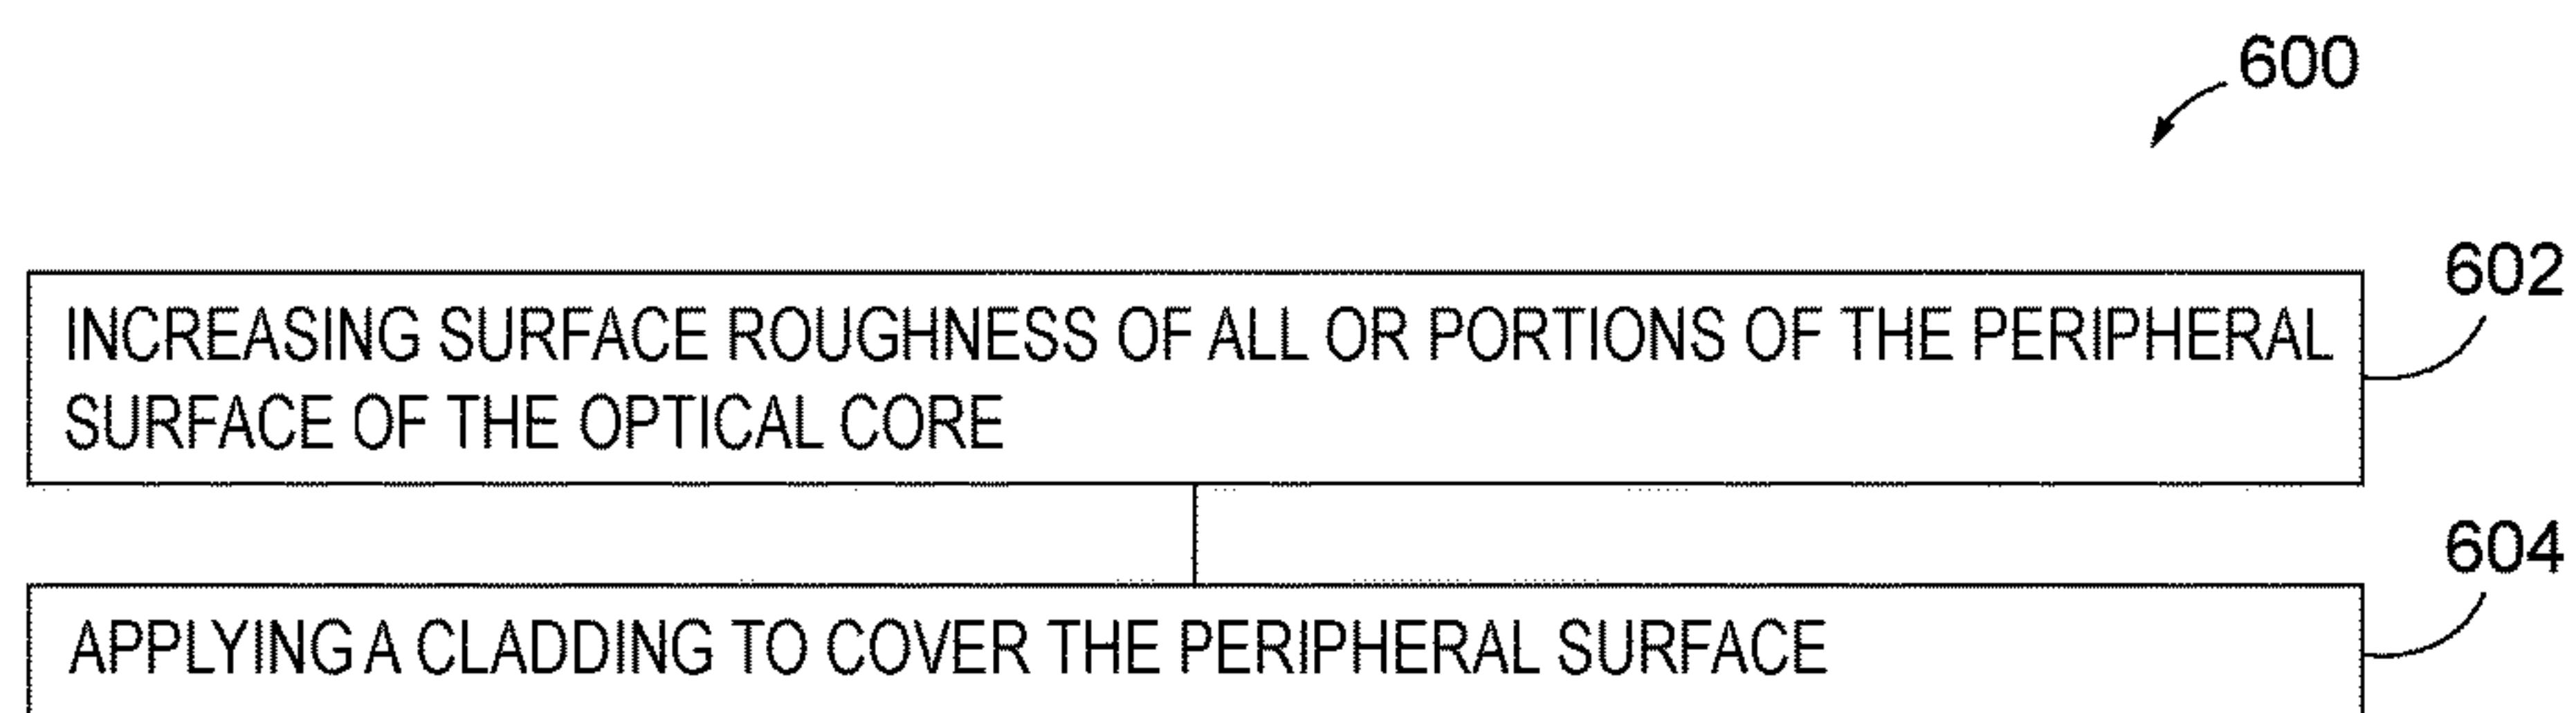 600
602
INCREASING SURFACE ROUGHNESS OF ALL OR PORTIONS OF THE PERIPHERAL
SURFACE OF THE OPTICAL CORE
604
APPLYING A CLADDING TO COVER THE PERIPHERAL SURFACE